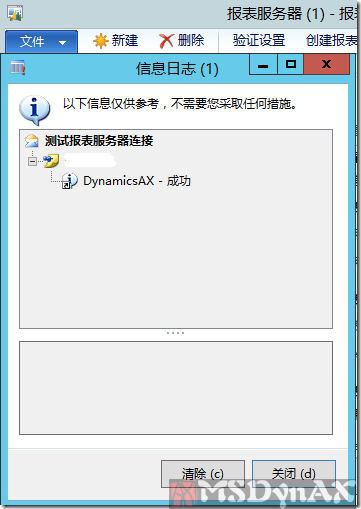 报表服务器 (1) - 报表
文件 新建 删除 验证设置 创建报表
信息日志 (1)
以下信息仅供参考，不需要您采取任何措施。
测试报表服务器连接
DynamicsAX - 成功
清除 (c) 关闭 (d)
MSDynAX